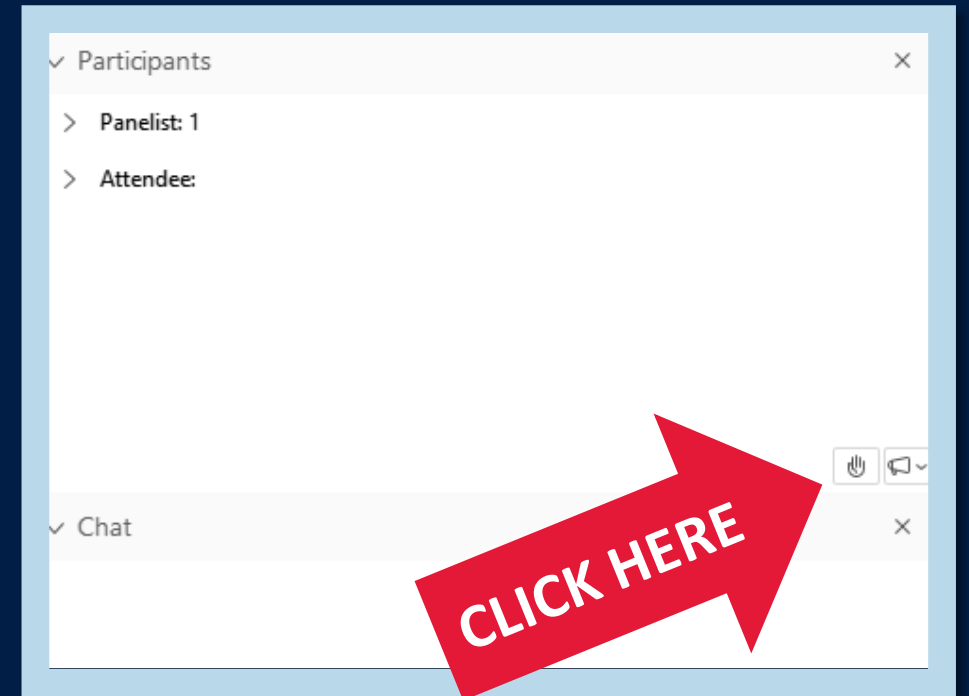 Participants
Panelist: 1
Attendee:
Chat
CLICK HERE